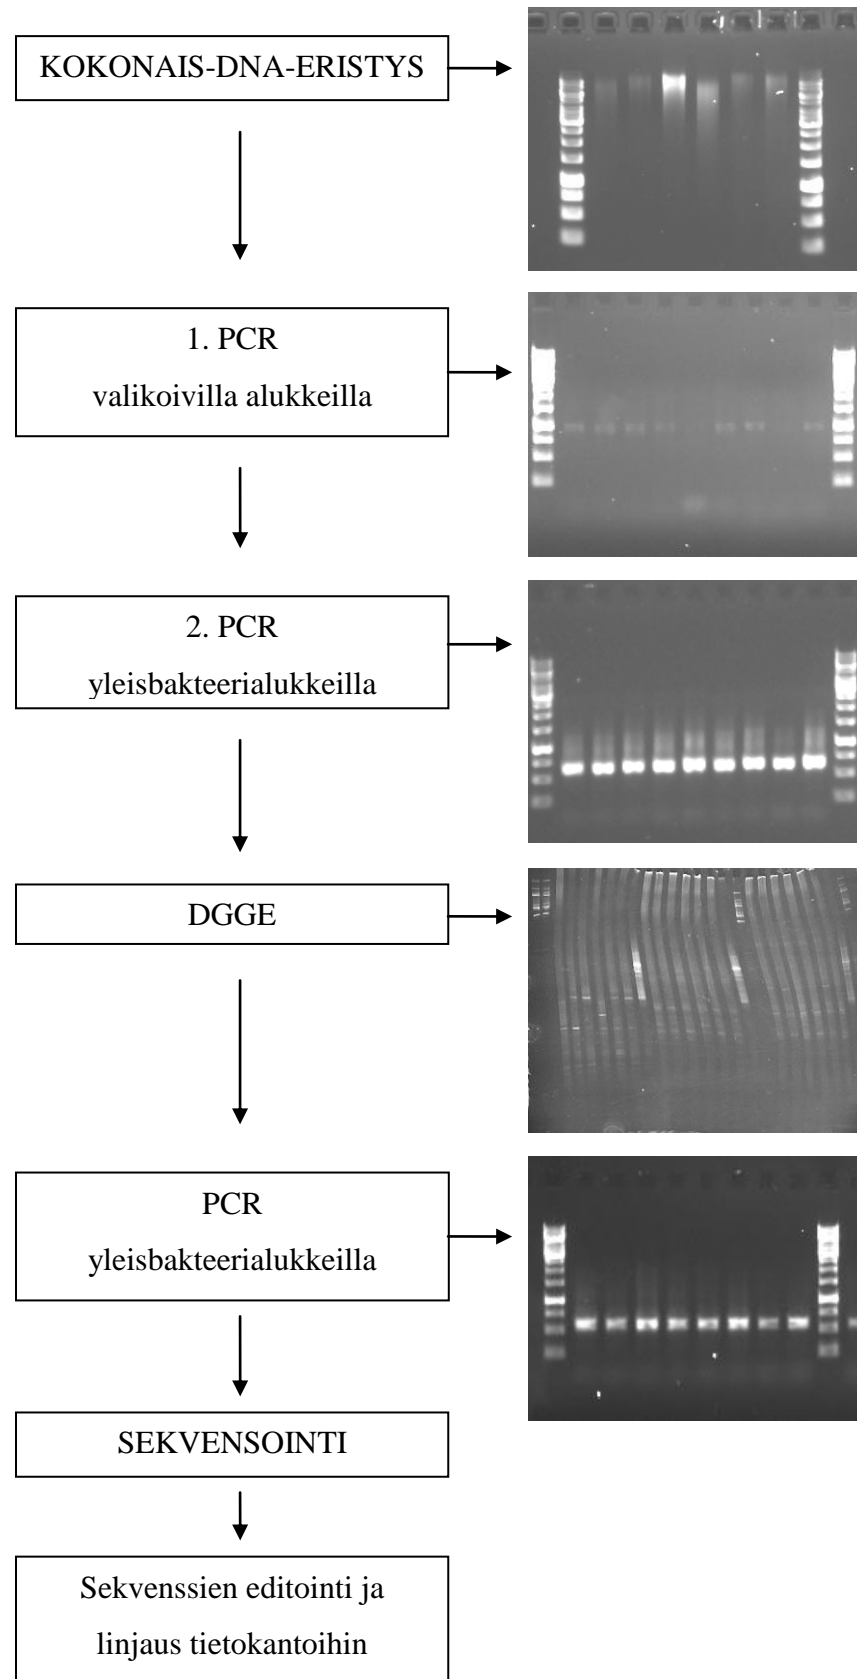 KOKONAIS-DNA-ERISTYS
1. PCR
valikoivilla alukkeilla
2. PCR
yleisbakteerialukkeilla
DGGE
PCR
yleisbakteerialukkeilla
SEKVENSOINTI
Sekvenssien editointi ja
linjaus tietokantoihin